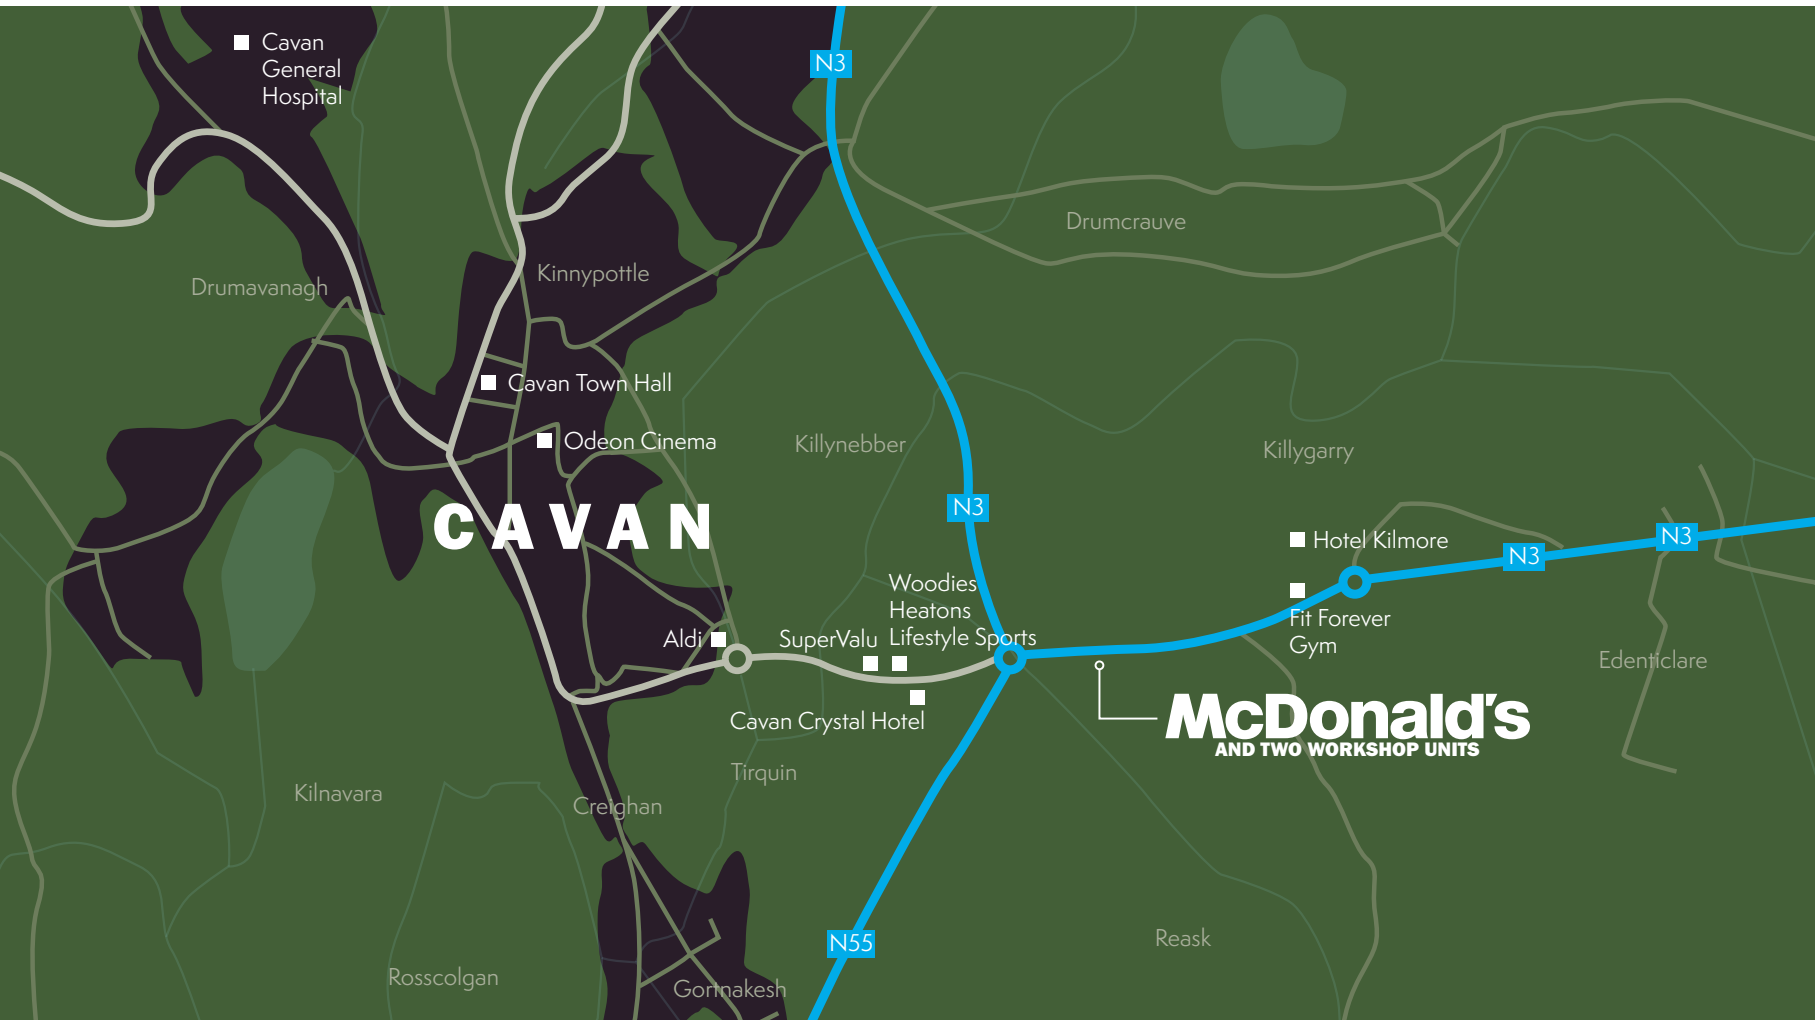 Cavan
General
Hospital
N3
Drumcrauve
Kinnypottle
Drumavanagh
Cavan Town Hall
Odeon Cinema
Killynebber
Killygarry
N3
CAVAN
Hotel Kilmore
N3
N3
Woodies
Heatons
Lifestyle Sports
SuperValu
Aldi
Fit Forever
Gym
Edenticlare
Cavan Crystal Hotel
McDonald's
AND TWO WORKSHOP UNITS
Tirquin
Kilnavara
Creighan
N55
Reask
Rosscolgan
Gortnakesh